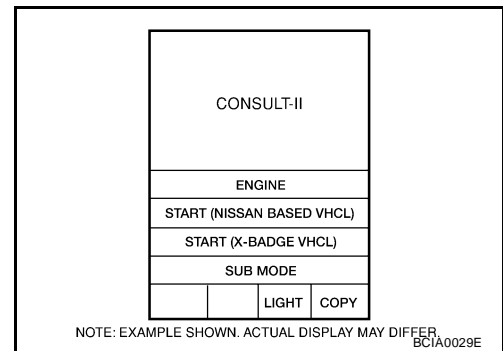 CONSULT-II
ENGINE
START (NISSAN BASED VHCL)
START (X-BADGE VHCL)
SUB MODE
LIGHT COPY
NOTE: EXAMPLE SHOWN. ACTUAL DISPLAY MAY DIFFER.
BCIA0029E